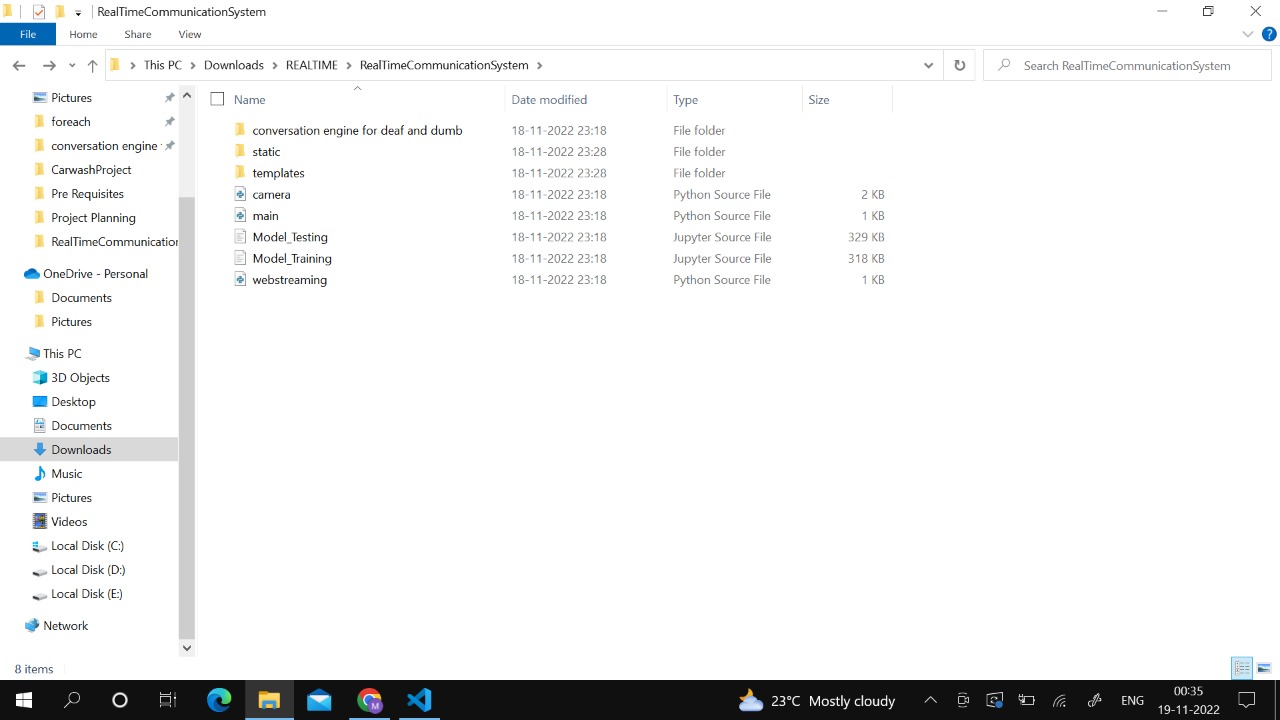 RealTimeCommunicationSystem
File Home Share View
This PC Downloads REALTIME RealTimeCommunicationSystem
Search RealTimeCommunicationSystem
Name Date modified Type Size
Pictures
foreach
conversation engine
CarwashProject
Pre Requisites
Project Planning
RealTimeCommunication
OneDrive - Personal
Documents
Pictures
This PC
3D Objects
Desktop
Documents
Downloads
Music
Pictures
Videos
Local Disk (C:)
Local Disk (D:)
Local Disk (E:)
Network
conversation engine for deaf and dumb 18-11-2022 23:18 File folder
static 18-11-2022 23:28 File folder
templates 18-11-2022 23:28 File folder
camera 18-11-2022 23:18 Python Source File 2 KB
main 18-11-2022 23:18 Python Source File 1 KB
Model_Testing 18-11-2022 23:18 Jupyter Source File 329 KB
Model_Training 18-11-2022 23:18 Jupyter Source File 318 KB
webstreaming 18-11-2022 23:18 Python Source File 1 KB
8 items
23°C Mostly cloudy
ENG
00:35
19-11-2022